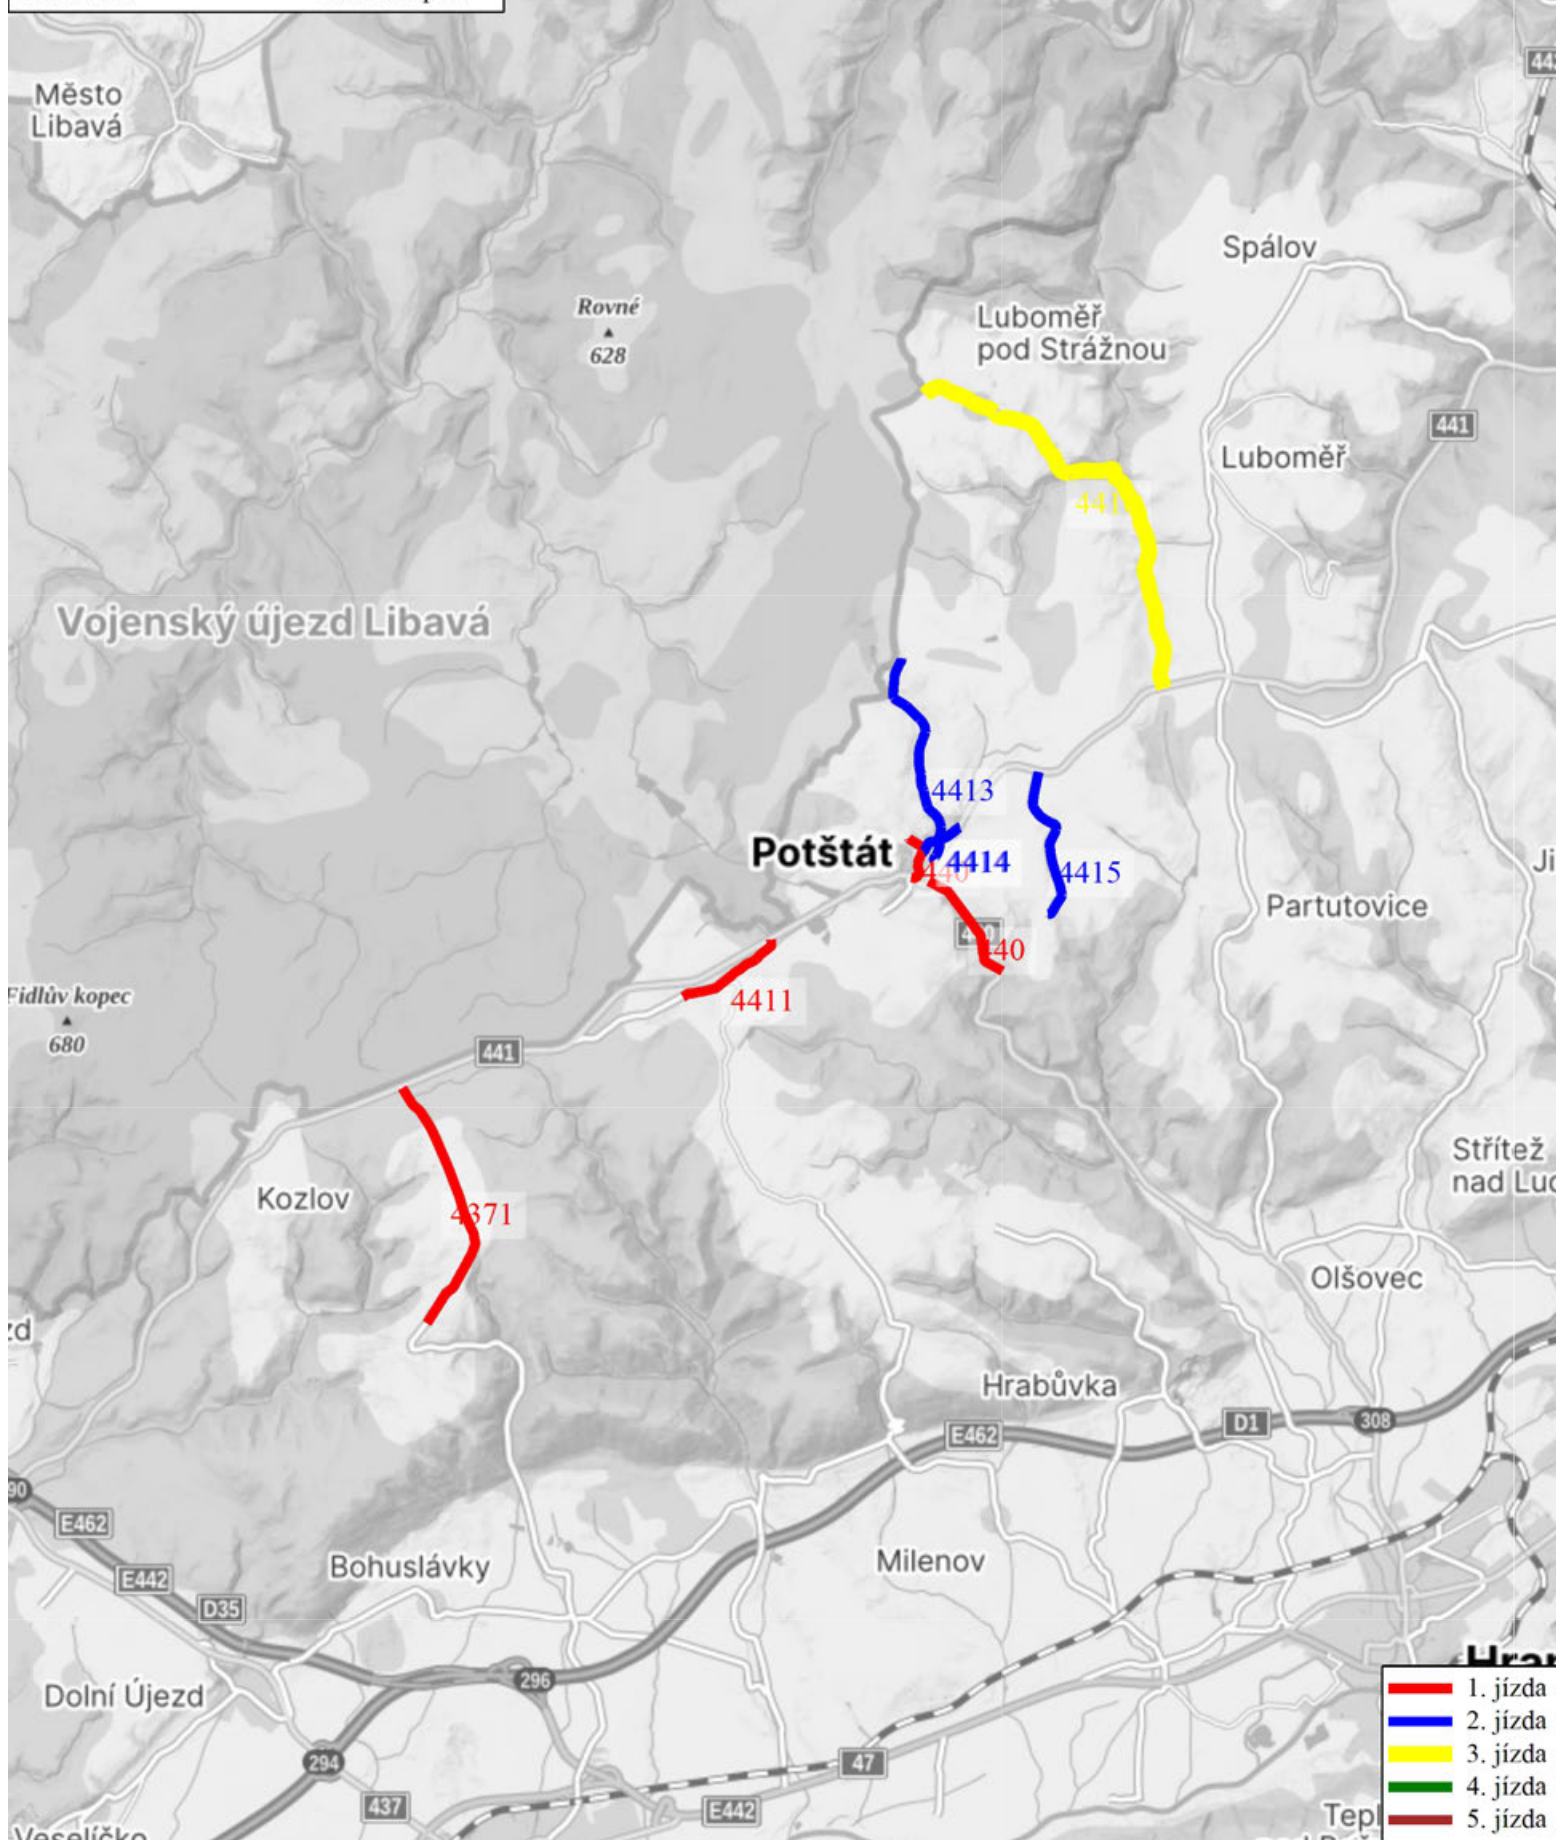 Město
Libavá
Spálov
Rovné
628
Luboměř
pod Strážnou
441
Luboměř
Vojenský újezd Libavá
4413
Potštát
4414
440
4415
Partutovice
440
4411
Fidlův kopec
680
441
Střítež
Kozlov
4371
Olšovec
Hrabůvka
E462
D1
308
E462
Bohuslávky
Milenov
E442
D35
296
Dolní Újezd
294
47
437
E442
1. jízda
2. jízda
3. jízda
4. jízda
5. jízda